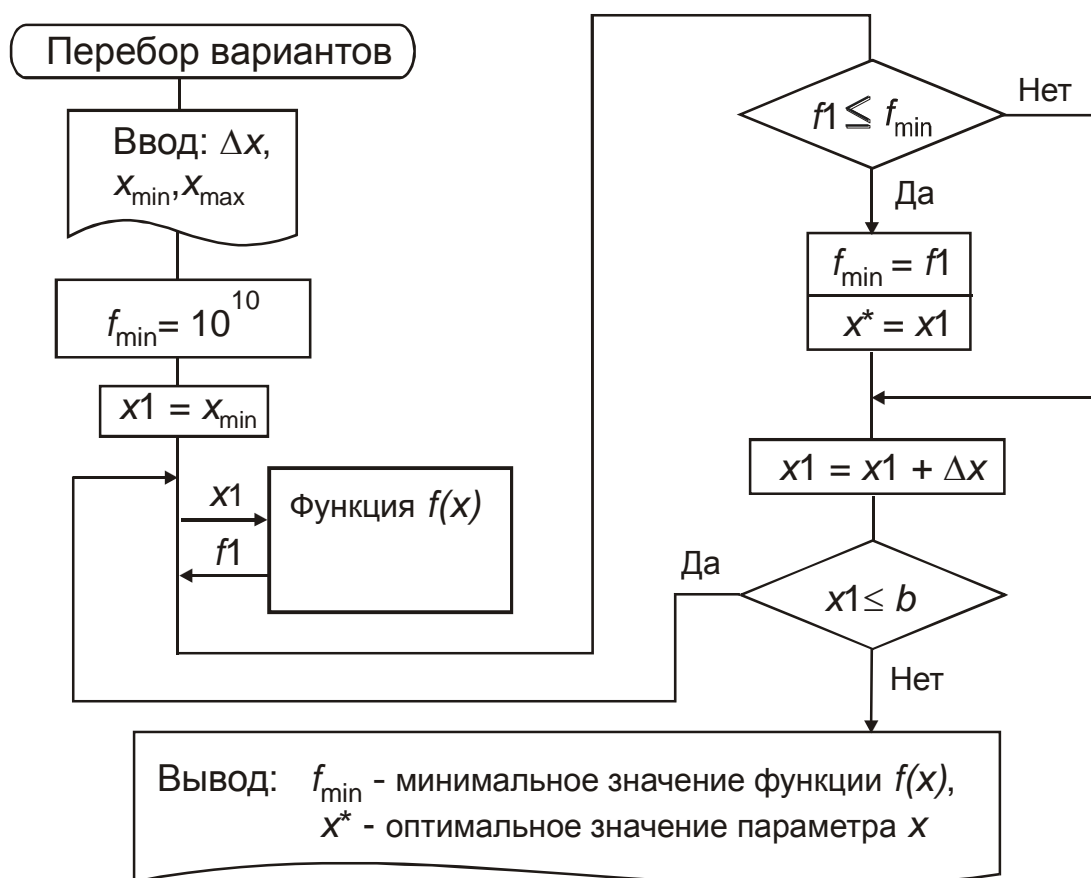 Перебор вариантов
Ввод: Δx,
x_min, x_max
f_min = 10^10
x1 = x_min
x1
Функция f(x)
f1
f1 ≤ f_min
Нет
Да
f_min = f1
x* = x1
x1 = x1 + Δx
Да
x1 ≤ b
Нет
Вывод: f_min - минимальное значение функции f(x),
x* - оптимальное значение параметра x